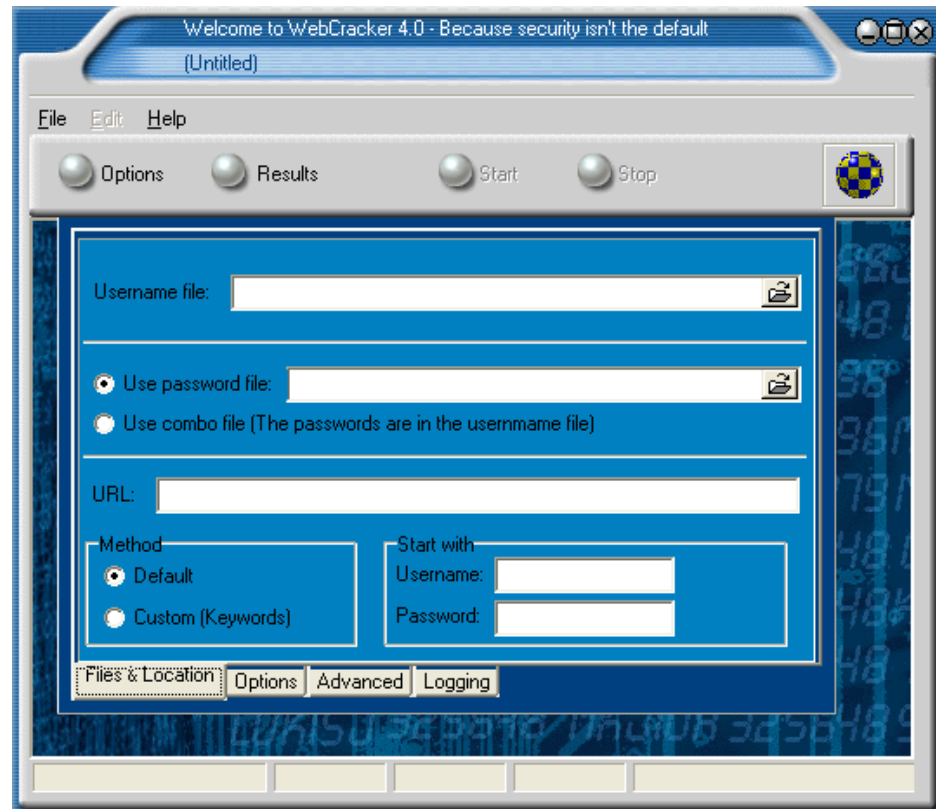 Welcome to WebCracker 4.0 - Because security isn't the default
(Untitled)
File Edit Help
Options Results Start Stop
Username file:
Use password file:
Use combo file (The passwords are in the usernmame file)
URL:
Method
Default
Custom (Keywords)
Start with
Username:
Password:
Files & Location Options Advanced Logging